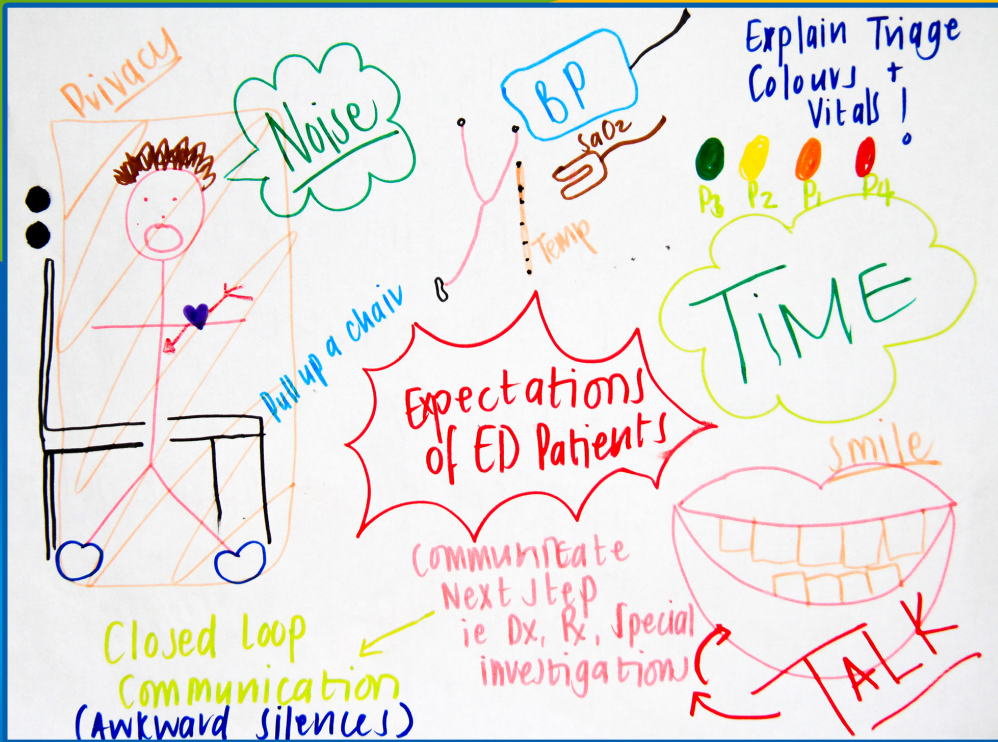 Privacy
Noise
BP
SaO2
Temp
Explain Triage
Colours +
Vitals !
P3 P2 P1 P4
TiME
Pull up a chair
Expectations
of ED Patients
Smile
Communicate
Next Step
ie Dx, Rx, Special
investigations
TALK
Closed Loop
Communication
(Awkward silences)